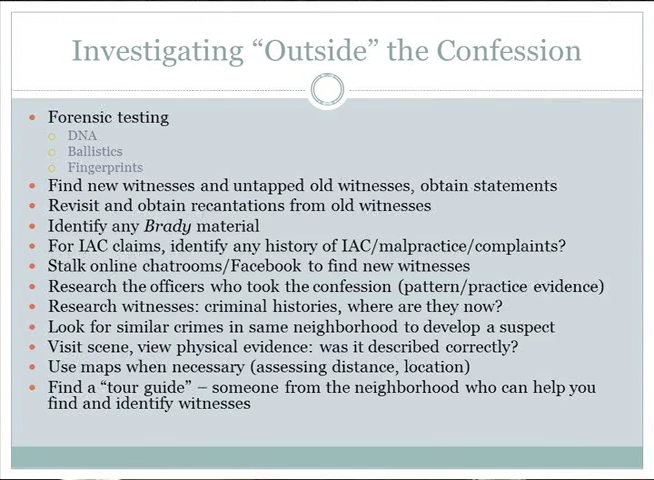 Investigating “Outside” the Confession
• Forensic testing
○ DNA
○ Ballistics
○ Fingerprints
• Find new witnesses and untapped old witnesses, obtain statements
• Revisit and obtain recantations from old witnesses
• Identify any Brady material
• For IAC claims, identify any history of IAC/malpractice/complaints?
• Stalk online chatrooms/Facebook to find new witnesses
• Research the officers who took the confession (pattern/practice evidence)
• Research witnesses: criminal histories, where are they now?
• Look for similar crimes in same neighborhood to develop a suspect
• Visit scene, view physical evidence: was it described correctly?
• Use maps when necessary (assessing distance, location)
• Find a “tour guide” – someone from the neighborhood who can help you
find and identify witnesses